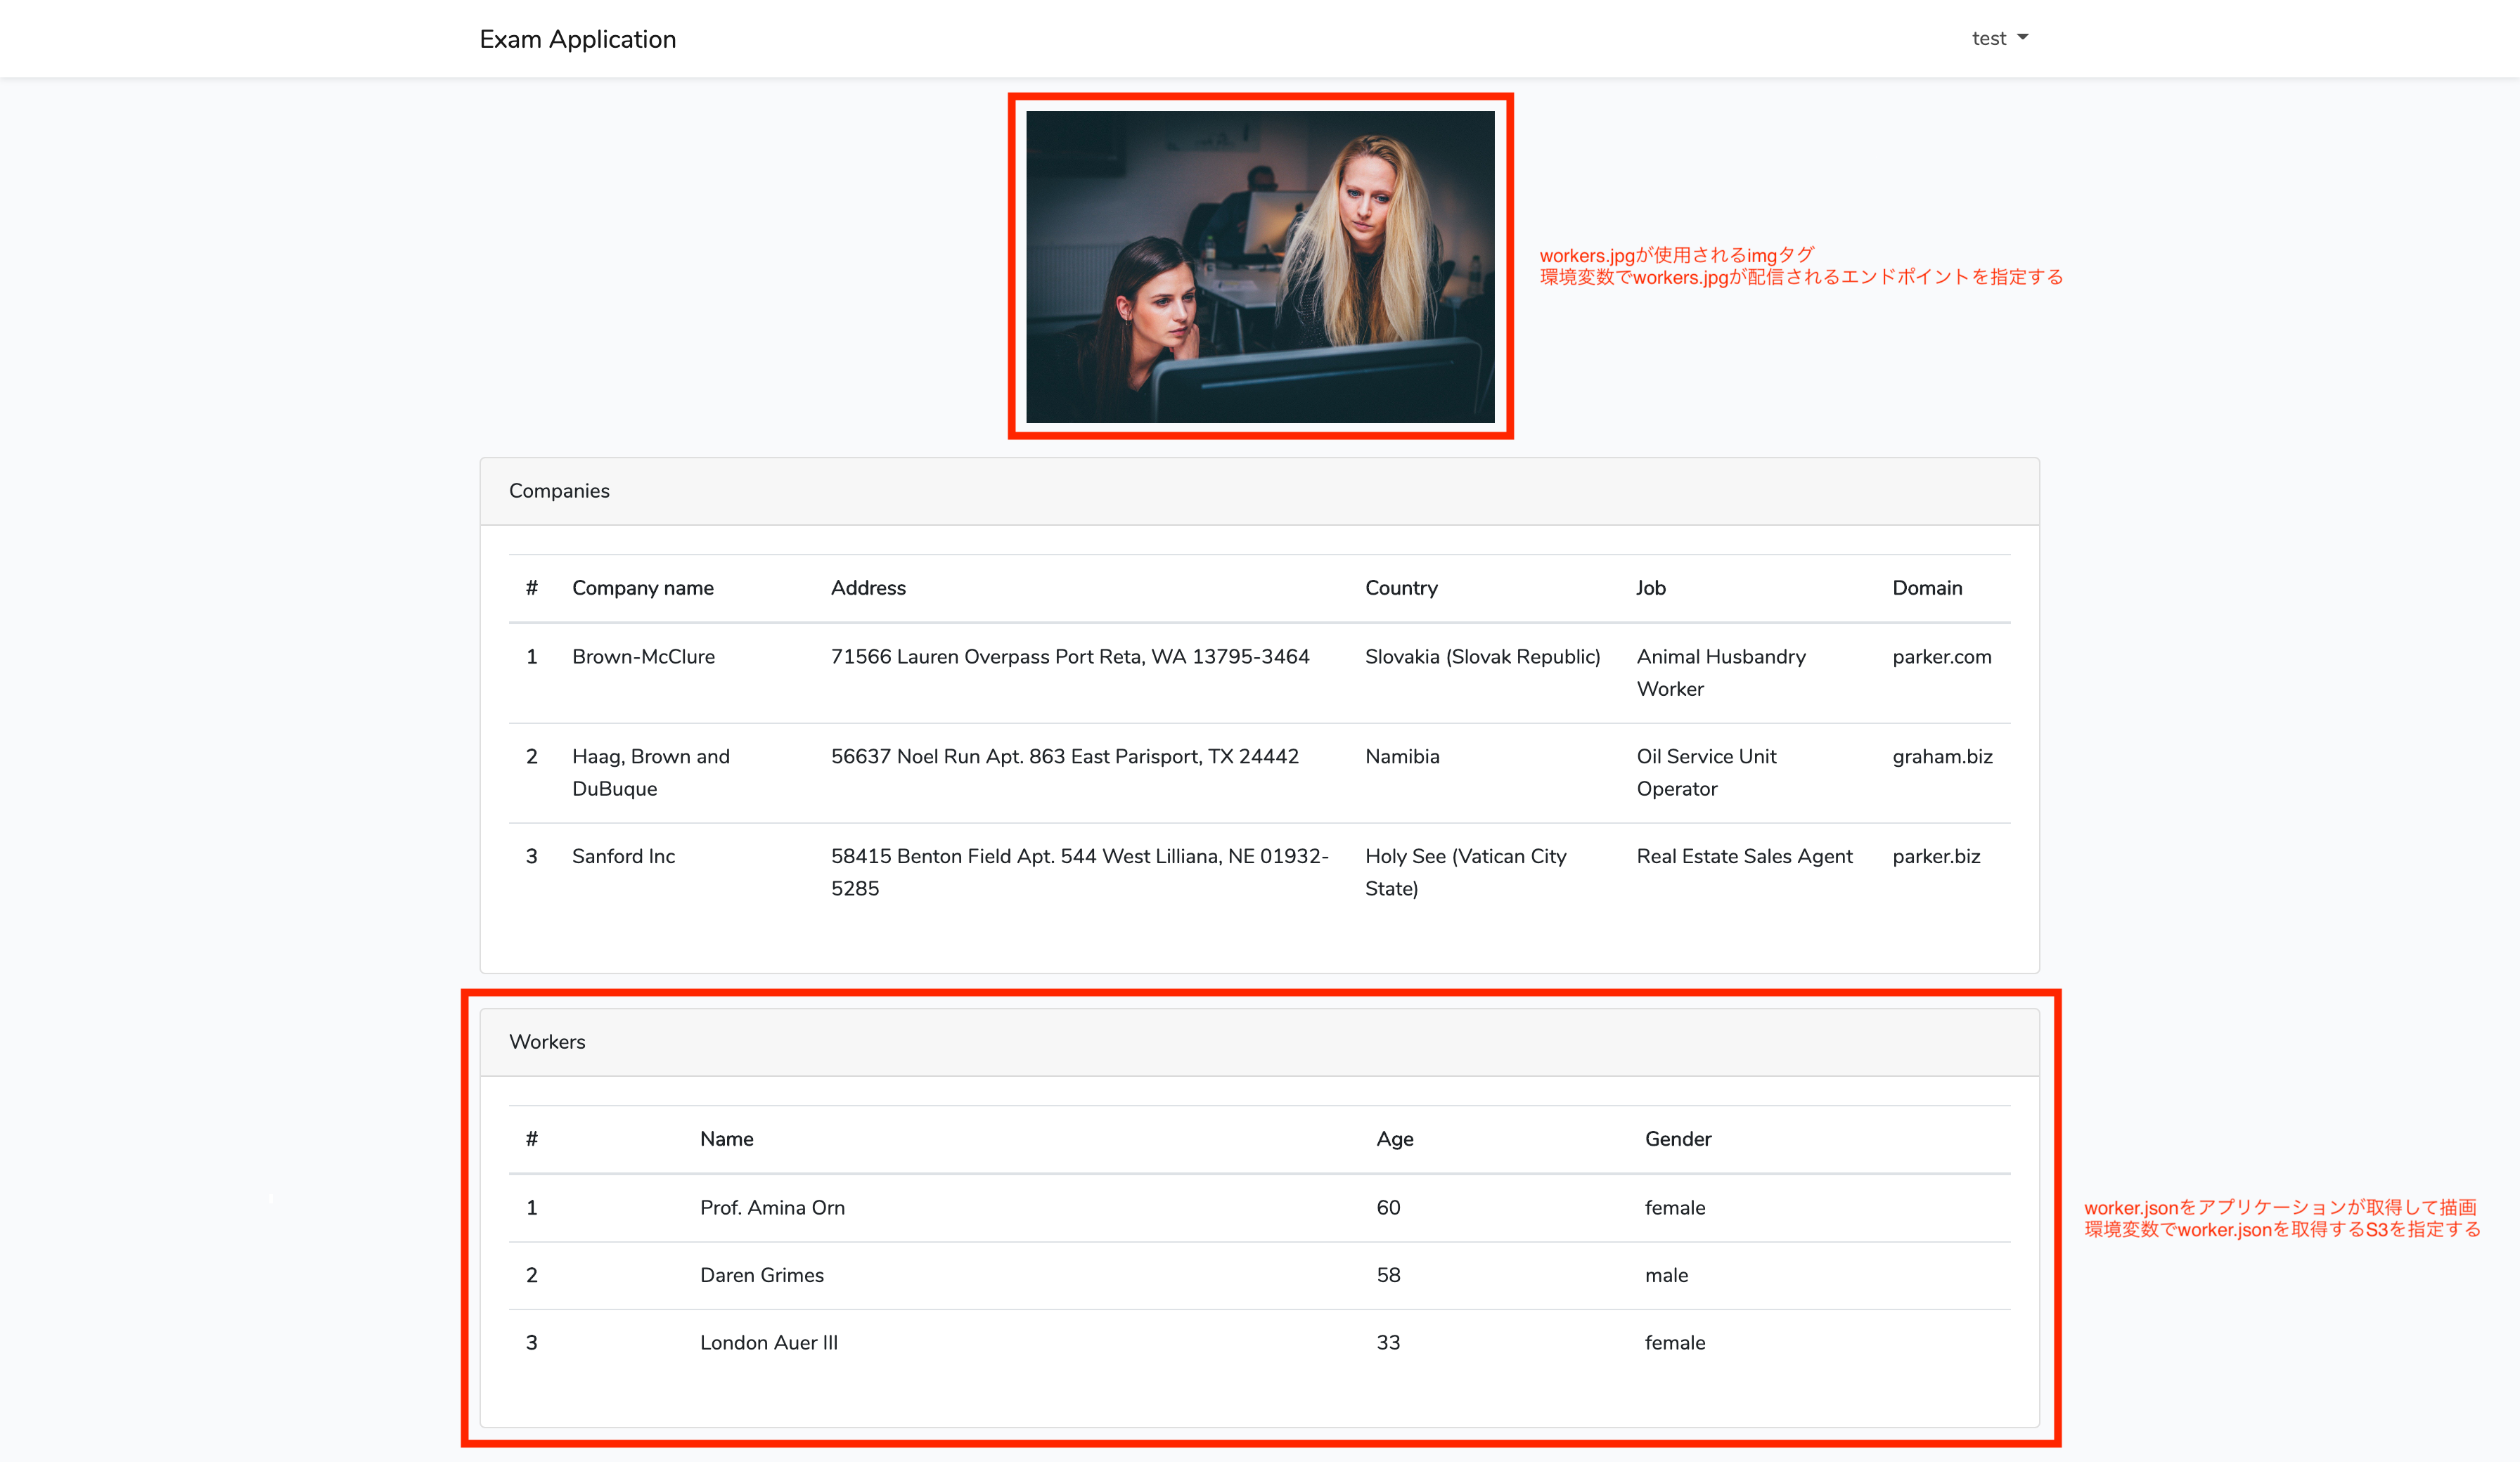 Exam Application
test
workers.jpgが使用されるimgタグ
環境変数でworkers.jpgが配信されるエンドポイントを指定する
Companies
# Company name Address Country Job Domain
1 Brown-McClure 71566 Lauren Overpass Port Reta, WA 13795-3464 Slovakia (Slovak Republic) Animal Husbandry parker.com
Worker
2 Haag, Brown and 56637 Noel Run Apt. 863 East Parisport, TX 24442 Namibia Oil Service Unit graham.biz
DuBuque Operator
3 Sanford Inc 58415 Benton Field Apt. 544 West Lilliana, NE 01932- Holy See (Vatican City Real Estate Sales Agent parker.biz
5285 State)
Workers
# Name Age Gender
1 Prof. Amina Orn 60 female
2 Daren Grimes 58 male
3 London Auer III 33 female
worker.jsonをアプリケーションが取得して描画
環境変数でworker.jsonを取得するS3を指定する